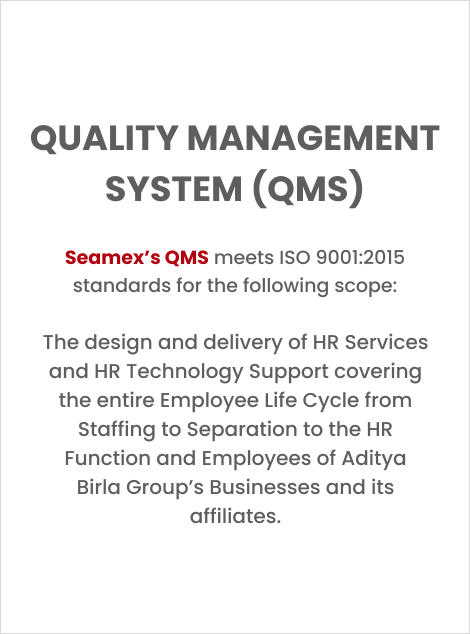 QUALITY MANAGEMENT
SYSTEM (QMS)
Seamex’s QMS meets ISO 9001:2015
standards for the following scope:
The design and delivery of HR Services
and HR Technology Support covering
the entire Employee Life Cycle from
Staffing to Separation to the HR
Function and Employees of Aditya
Birla Group’s Businesses and its
affiliates.